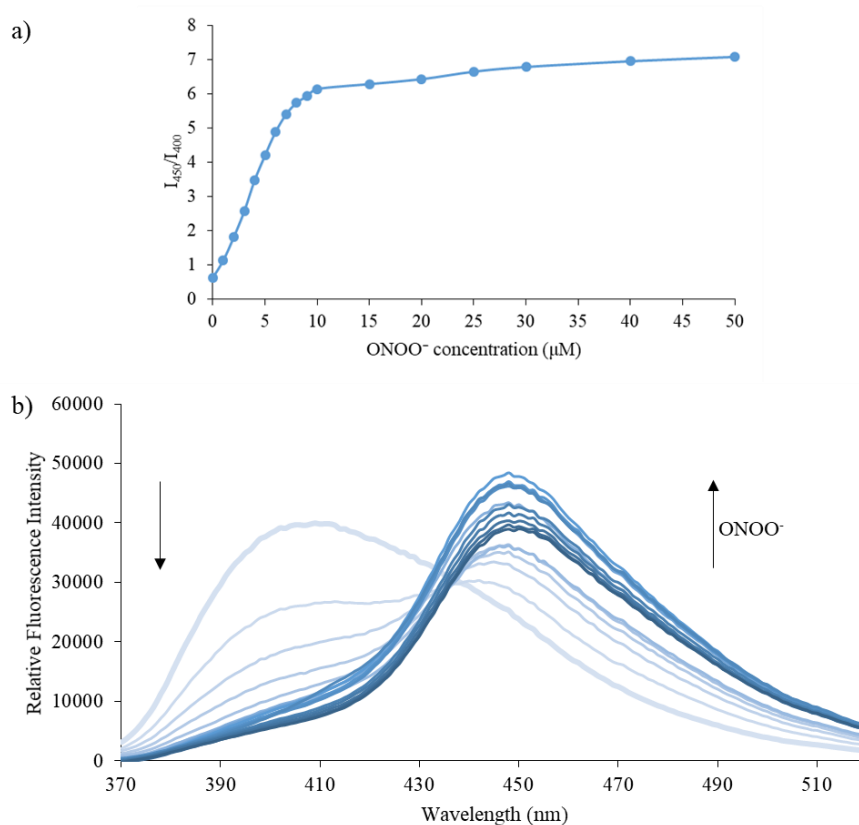 a)
I₄₅₀/I₄₀₀
8
7
6
5
4
3
2
1
0
0 5 10 15 20 25 30 35 40 45 50
ONOO⁻ concentration (µM)
b)
Relative Fluorescence Intensity
60000
50000
40000
30000
20000
10000
0
ONOO⁻
370 390 410 430 450 470 490 510
Wavelength (nm)